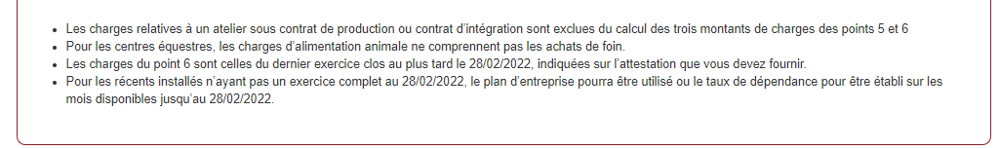 • Les charges relatives à un atelier sous contrat de production ou contrat d'intégration sont exclues du calcul des trois montants de charges des points 5 et 6
• Pour les centres équestres, les charges d'alimentation animale ne comprennent pas les achats de foin.
• Les charges du point 6 sont celles du dernier exercice clos au plus tard le 28/02/2022, indiquées sur l'attestation que vous devez fournir.
• Pour les récents installés n'ayant pas un exercice complet au 28/02/2022, le plan d'entreprise pourra être utilisé ou le taux de dépendance pour être établi sur les
mois disponibles jusqu'au 28/02/2022.